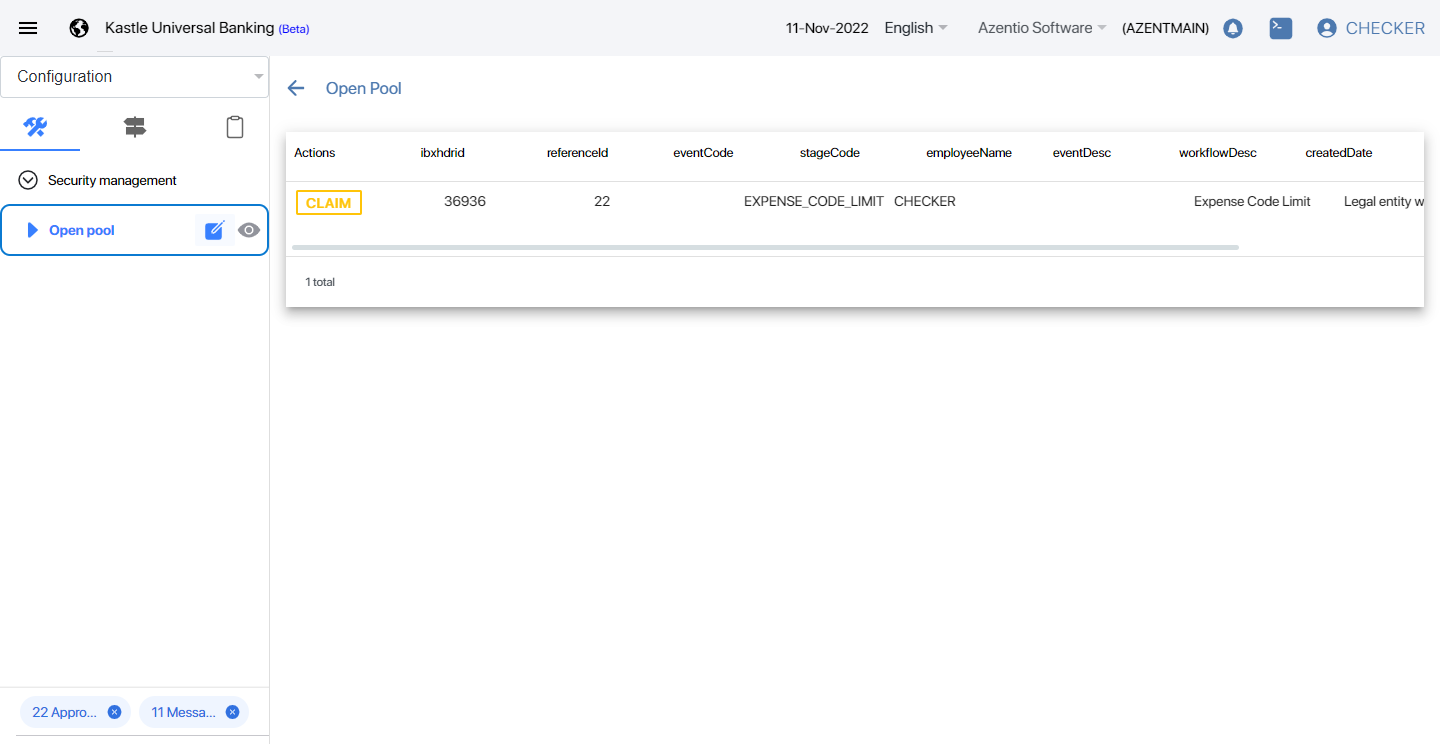 Kastle Universal Banking (Beta)
11-Nov-2022 English Azentio Software (AZENTMAIN) CHECKER
Configuration
Security management
Open pool
22 Appro...
11 Messa...
Open Pool
Actions ibxhdrid referenceId eventCode stageCode employeeName eventDesc workflowDesc createdDate
CLAIM 36936 22 EXPENSE_CODE_LIMIT CHECKER Expense Code Limit Legal entity w
1 total